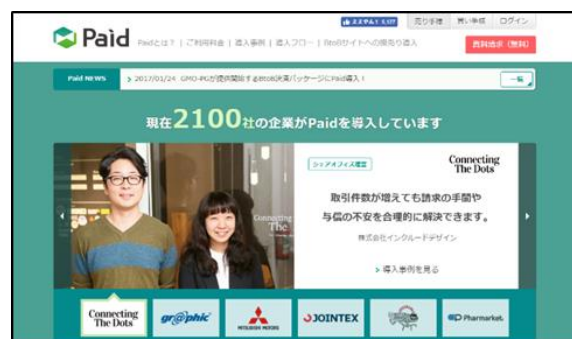 いいね! 5,127 売り手様 買い手様 ログイン
Paid
Paidとは? | ご利用料金 | 導入事例 | 導入フロー | BtoBサイトへの掛売り導入
資料請求(無料)
Paid NEWS
2017/01/24 GMO-PGが提供開始するBtoB決済パッケージにPaid導入!
一覧
現在2100社の企業がPaidを導入しています
シェアオフィス運営
Connecting
The Dots
取引件数が増えても請求の手間や
与信の不安を合理的に解決できます。
株式会社インクルードデザイン
導入事例を見る
Connecting
The
Connecting
The Dots
gr@phic
MITSUBISHI MOTORS
JOINTEX
Pharmarket